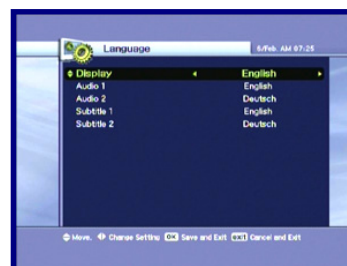 Language
6/Feb. AM 07:25
Display English
Audio 1 English
Audio 2 Deutsch
Subtitle 1 English
Subtitle 2 Deutsch
Move. Change Setting OK Save and Exit exit Cancel and Exit